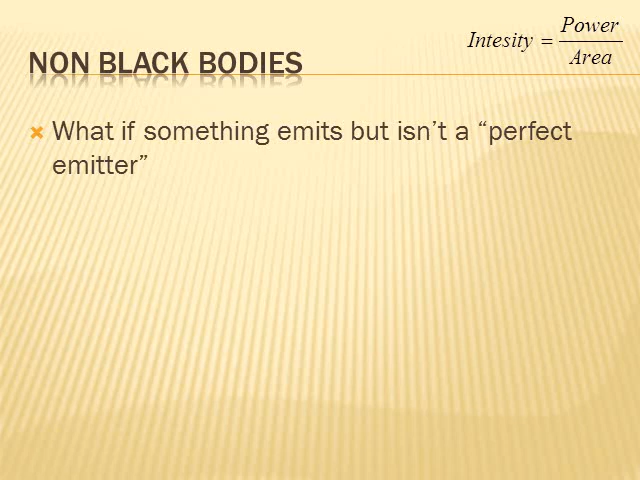 Intesity = Power / Area
NON BLACK BODIES
What if something emits but isn't a “perfect
emitter”